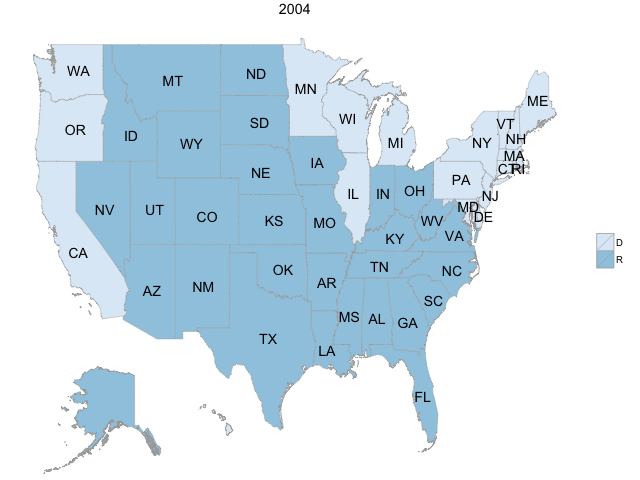 2004
WA
MT
ND
MN
ME
VT
NH
OR
ID
SD
WI
MI
NY
MA
CT
RI
WY
IA
PA
NE
NJ
NV
UT
CO
IL
IN
OH
MD
DE
KS
MO
WV
VA
KY
CA
D
R
OK
TN
NC
AZ
NM
AR
SC
MS
AL
GA
TX
LA
FL